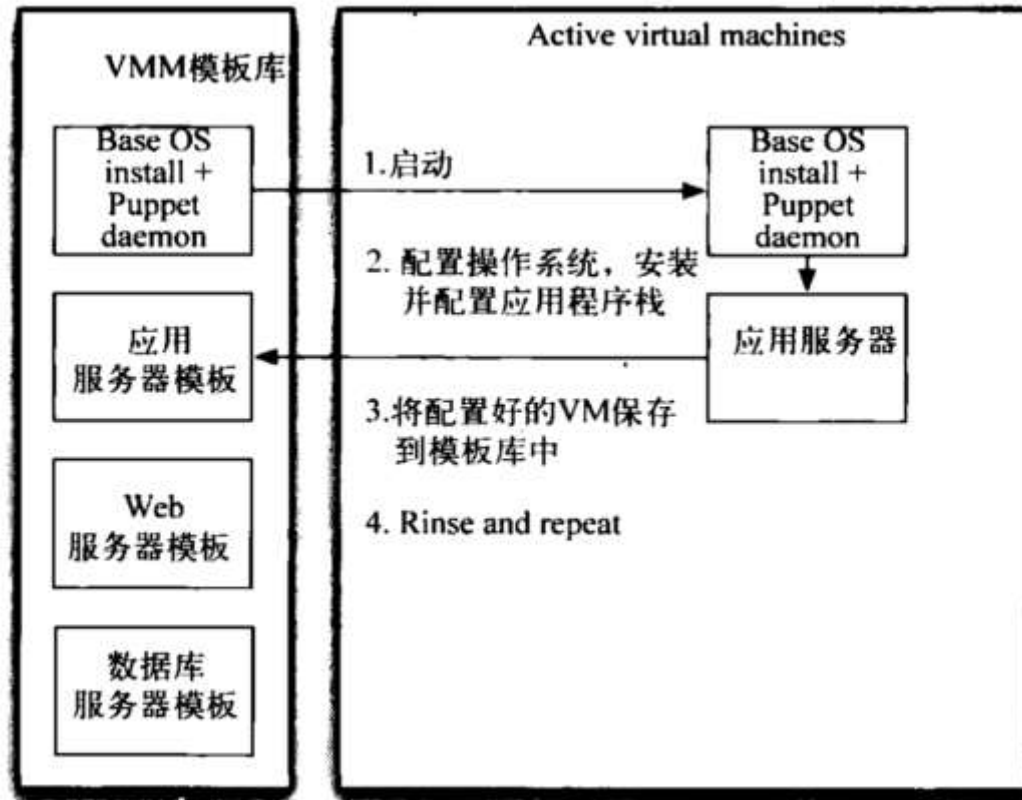 VMM模板库
Base OS
install +
Puppet
daemon
应用
服务器模板
Web
服务器模板
数据库
服务器模板
Active virtual machines
1.启动
2. 配置操作系统，安装
并配置应用程序栈
3.将配置好的VM保存
到模板库中
4. Rinse and repeat
Base OS
install +
Puppet
daemon
应用服务器